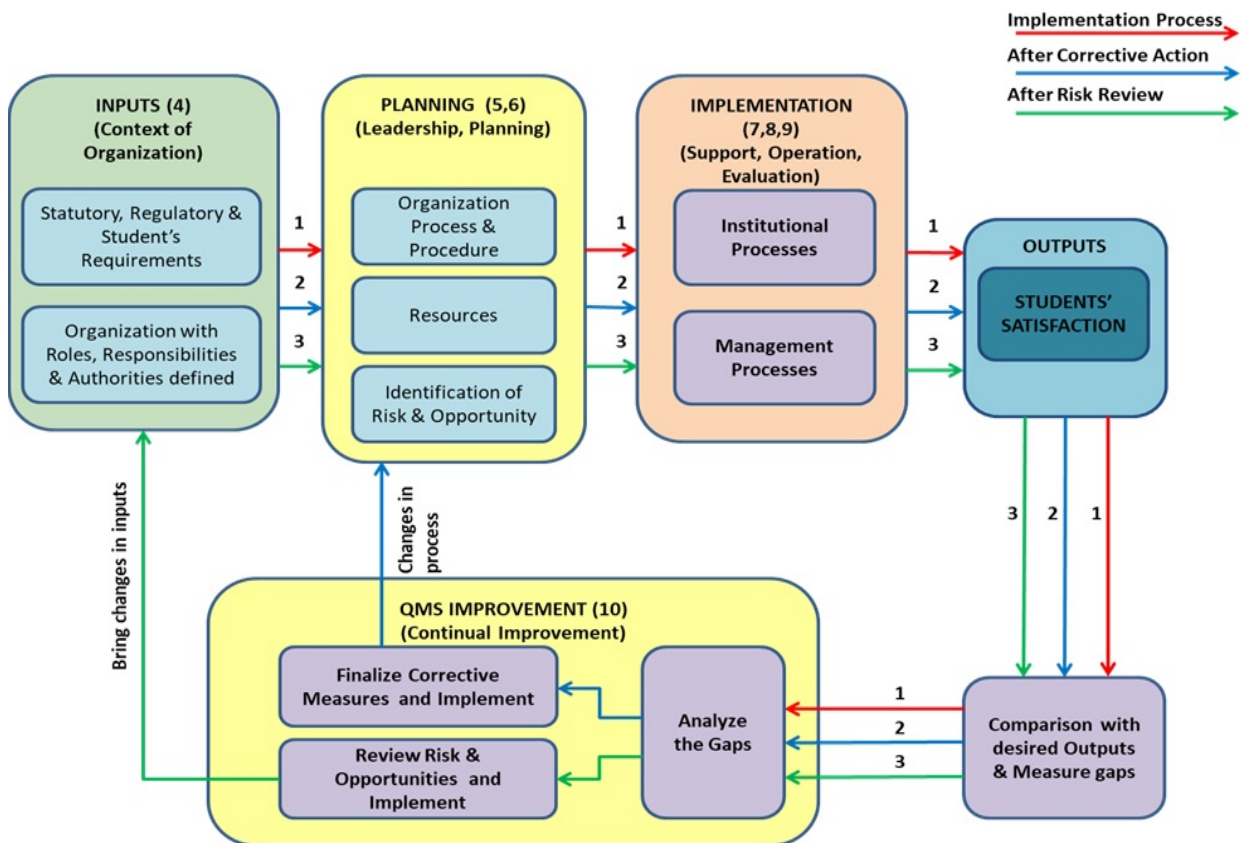 Implementation Process
After Corrective Action
After Risk Review
INPUTS (4)
(Context of
Organization)
Statutory, Regulatory &
Student's
Requirements
Organization with
Roles, Responsibilities
& Authorities defined
1
2
3
PLANNING (5,6)
(Leadership, Planning)
Organization
Process &
Procedure
Resources
Identification of
Risk & Opportunity
1
2
3
IMPLEMENTATION
(7,8,9)
(Support, Operation,
Evaluation)
Institutional
Processes
Management
Processes
1
2
3
OUTPUTS
STUDENTS'
SATISFACTION
3
2
1
Comparison with
desired Outputs
& Measure gaps
1
2
3
QMS IMPROVEMENT (10)
(Continual Improvement)
Analyze
the Gaps
Finalize Corrective
Measures and Implement
Review Risk &
Opportunities and
Implement
Changes in
process
Bring changes in inputs